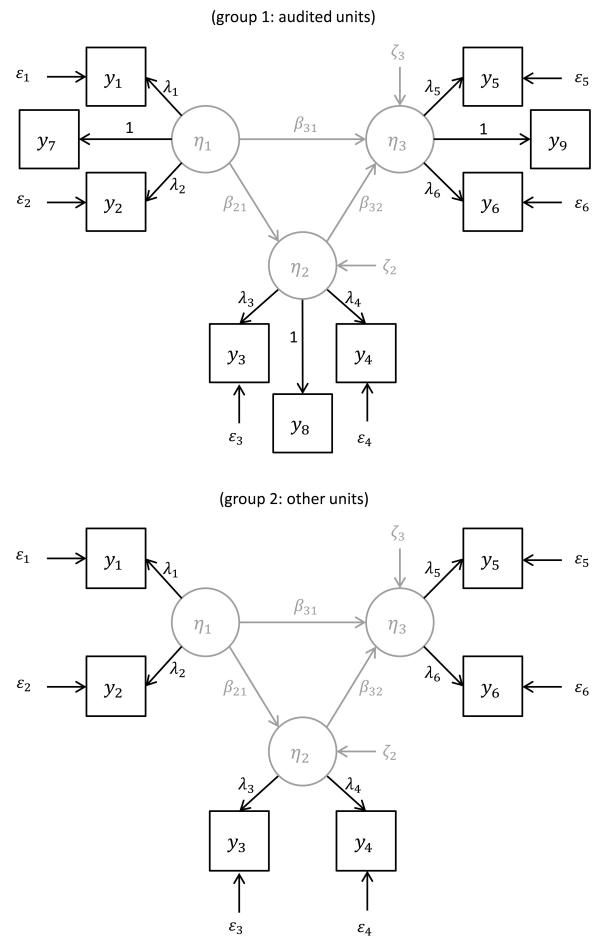 (group 1: audited units)
ε₁ y₁ λ₁ ζ₃ λ₅ y₅ ε₅
y₇ 1 η₁ β₃₁ η₃ 1 y₉
ε₂ y₂ λ₂ β₂₁ β₃₂ λ₆ y₆ ε₆
η₂ ζ₂
λ₃ λ₄
y₃ 1 y₄
ε₃ y₈ ε₄
(group 2: other units)
ε₁ y₁ λ₁ ζ₃ λ₅ y₅ ε₅
η₁ β₃₁ η₃
ε₂ y₂ λ₂ β₂₁ β₃₂ λ₆ y₆ ε₆
η₂ ζ₂
λ₃ λ₄
y₃ y₄
ε₃ ε₄